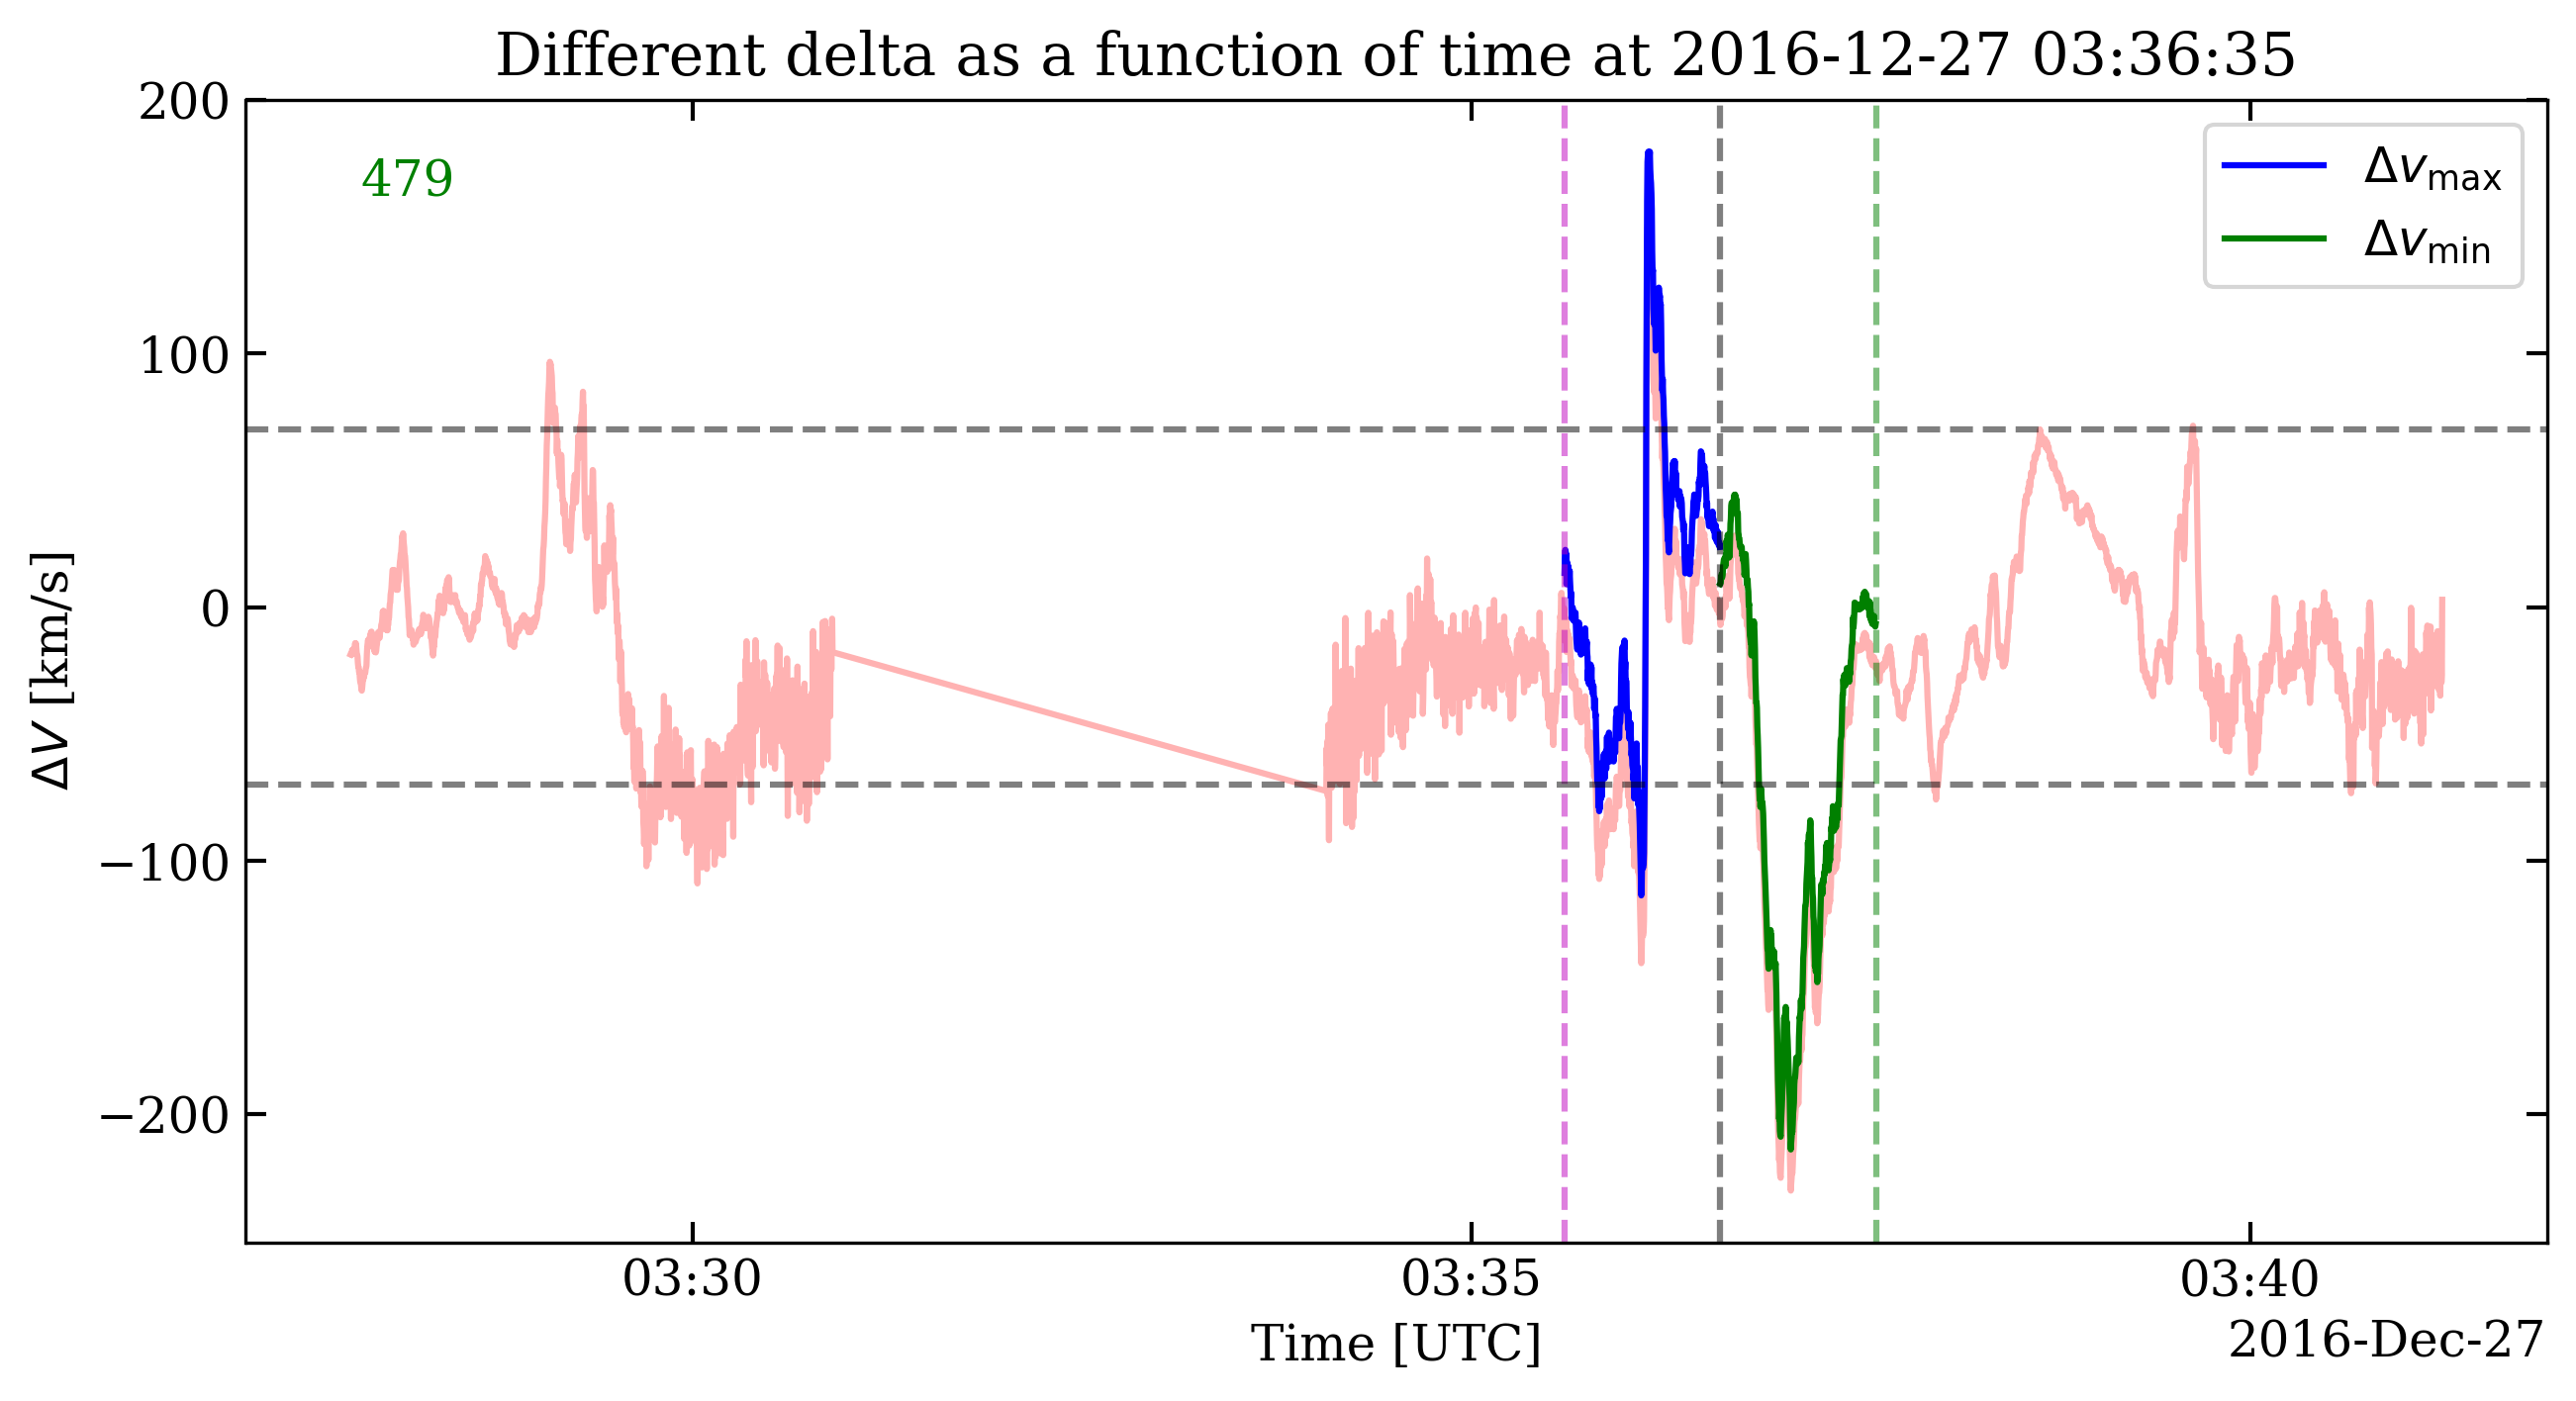 Different delta as a function of time at 2016-12-27 03:36:35
200
100
0
−100
−200
ΔV [km/s]
479
Δv_max
Δv_min
03:30
03:35
03:40
Time [UTC]
2016-Dec-27